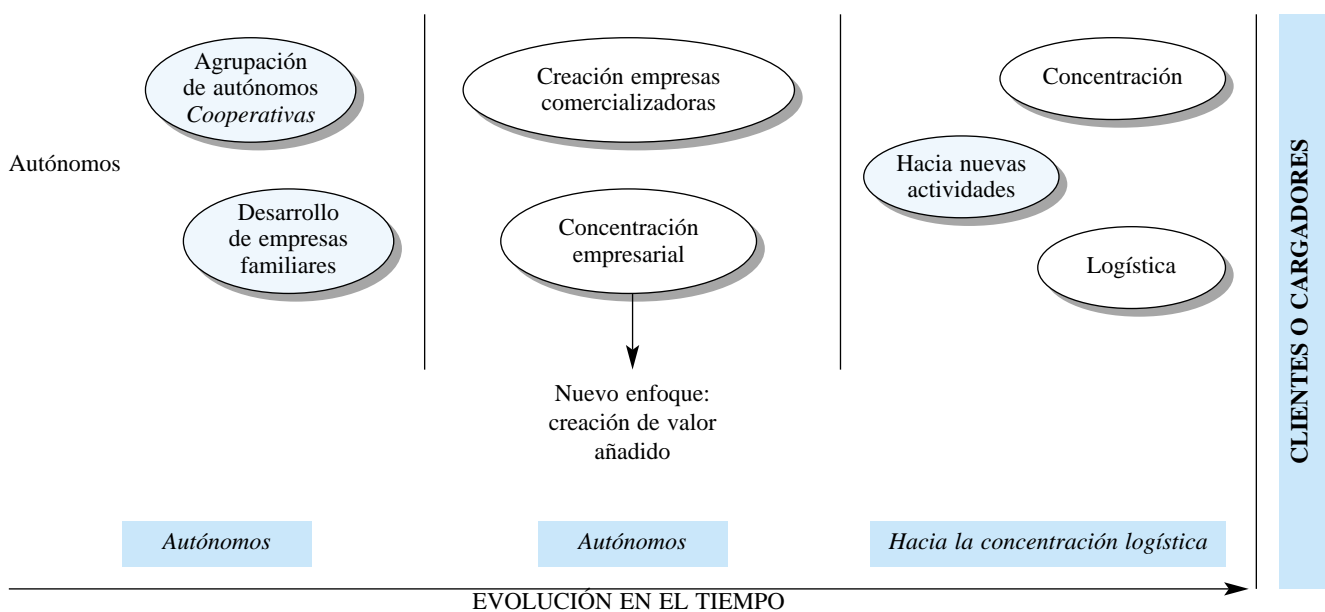 Autónomos
Agrupación
de autónomos
Cooperativas
Desarrollo
de empresas
familiares
Creación empresas
comercializadoras
Concentración
empresarial
Nuevo enfoque:
creación de valor
añadido
Concentración
Hacia nuevas
actividades
Logística
CLIENTES O CARGADORES
Autónomos
Autónomos
Hacia la concentración logística
EVOLUCIÓN EN EL TIEMPO